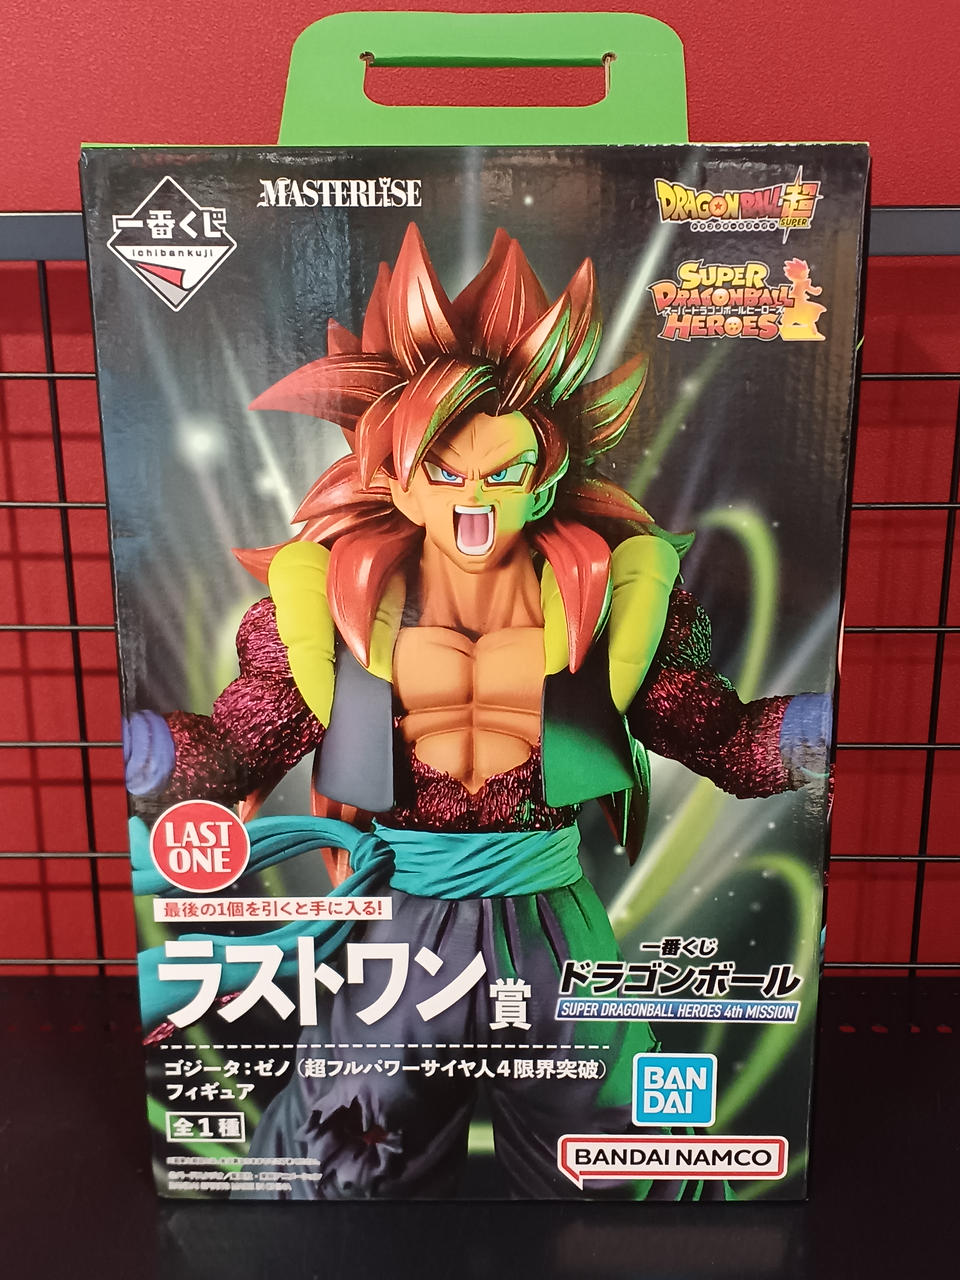 一番くじ
ichibankuji
MASTERLISE
DRAGON BALL超
SUPER
SUPER
DRAGONBALL
スーパードラゴンボールヒーローズ
HEROES
LAST
ONE
最後の1個を引くと手に入る!
ラストワン賞
一番くじ
ドラゴンボール
SUPER DRAGONBALL HEROES 4th MISSION
ゴジータ:ゼノ(超フルパワーサイヤ人4限界突破)
フィギュア
全1種
BAN
DAI
BANDAI NAMCO